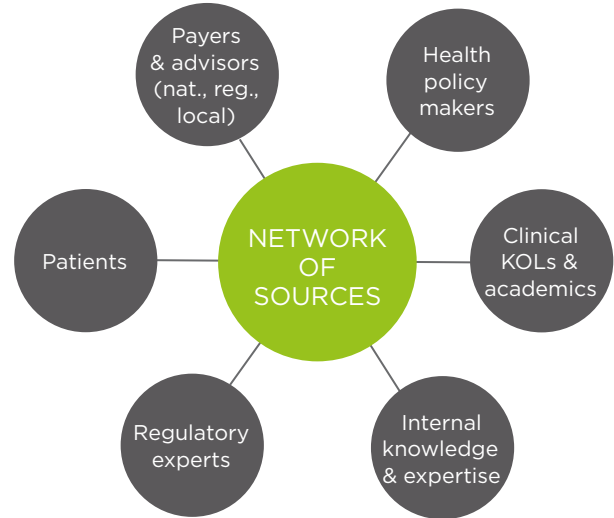 Payers
& advisors
(nat., reg.,
local)
Health
policy
makers
Patients
NETWORK
OF
SOURCES
Clinical
KOLs &
academics
Regulatory
experts
Internal
knowledge
& expertise